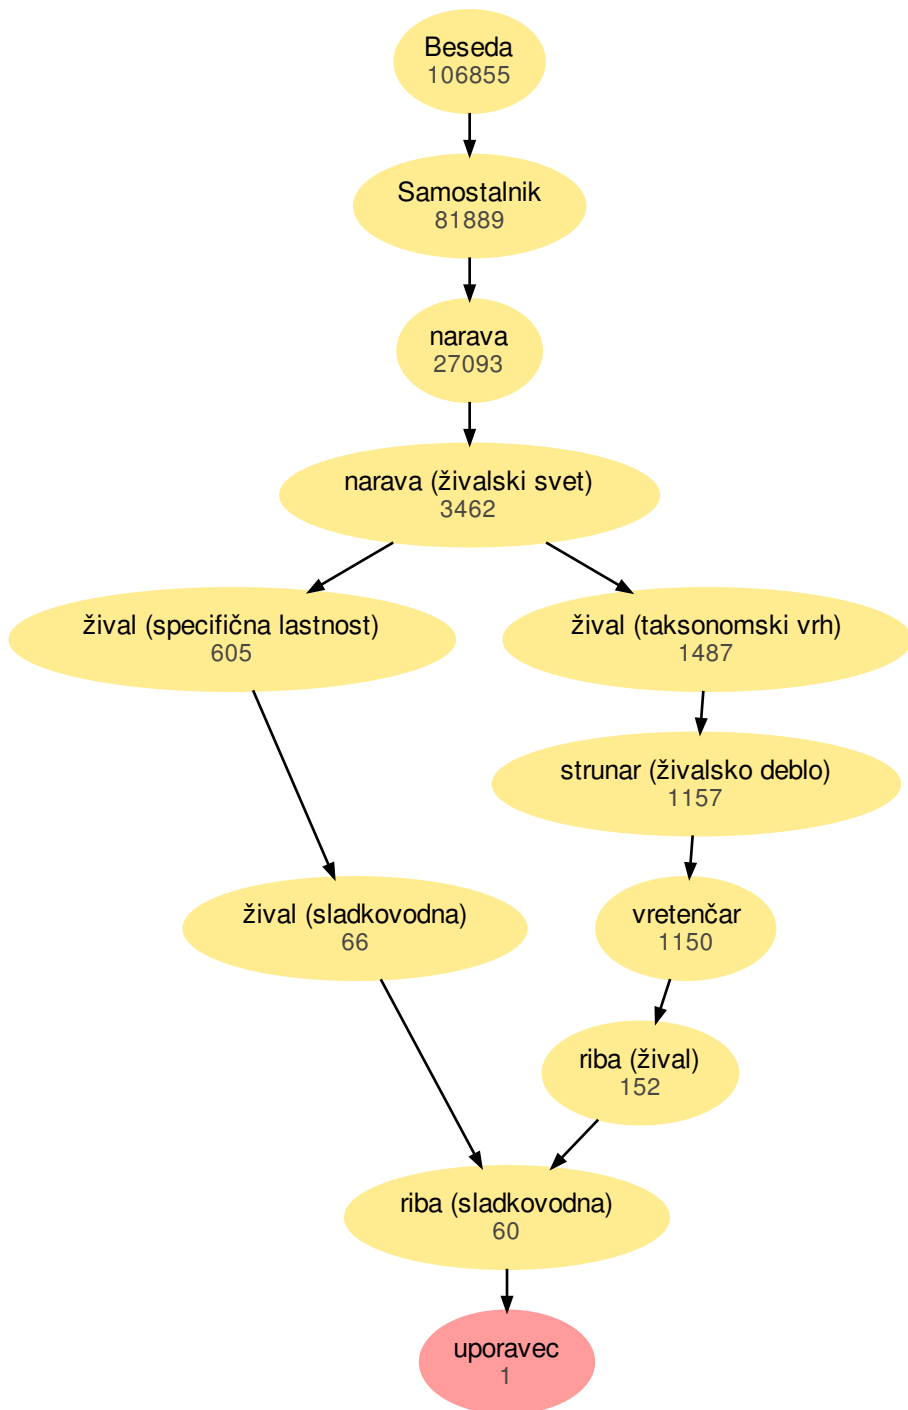 Beseda
106855
Samostalnik
81889
narava
27093
narava (živalski svet)
3462
žival (specifična lastnost)
605
žival (taksonomski vrh)
1487
strunar (živalsko deblo)
1157
žival (sladkovodna)
66
vretenčar
1150
riba (žival)
152
riba (sladkovodna)
60
uporavec
1